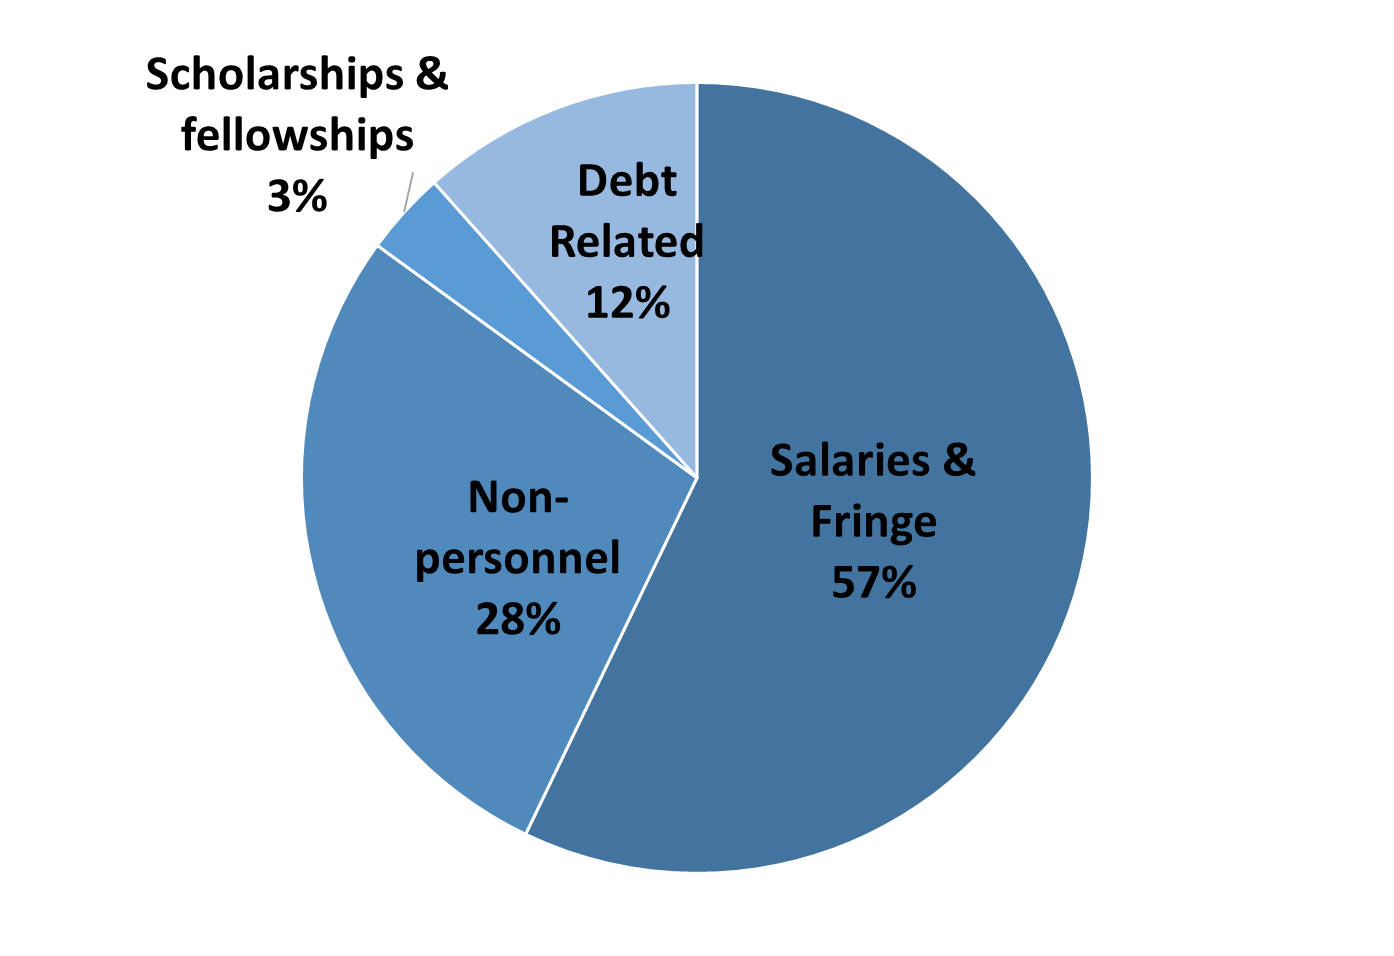 Scholarships &
fellowships
3%
Debt
Related
12%
Salaries &
Fringe
57%
Non-
personnel
28%